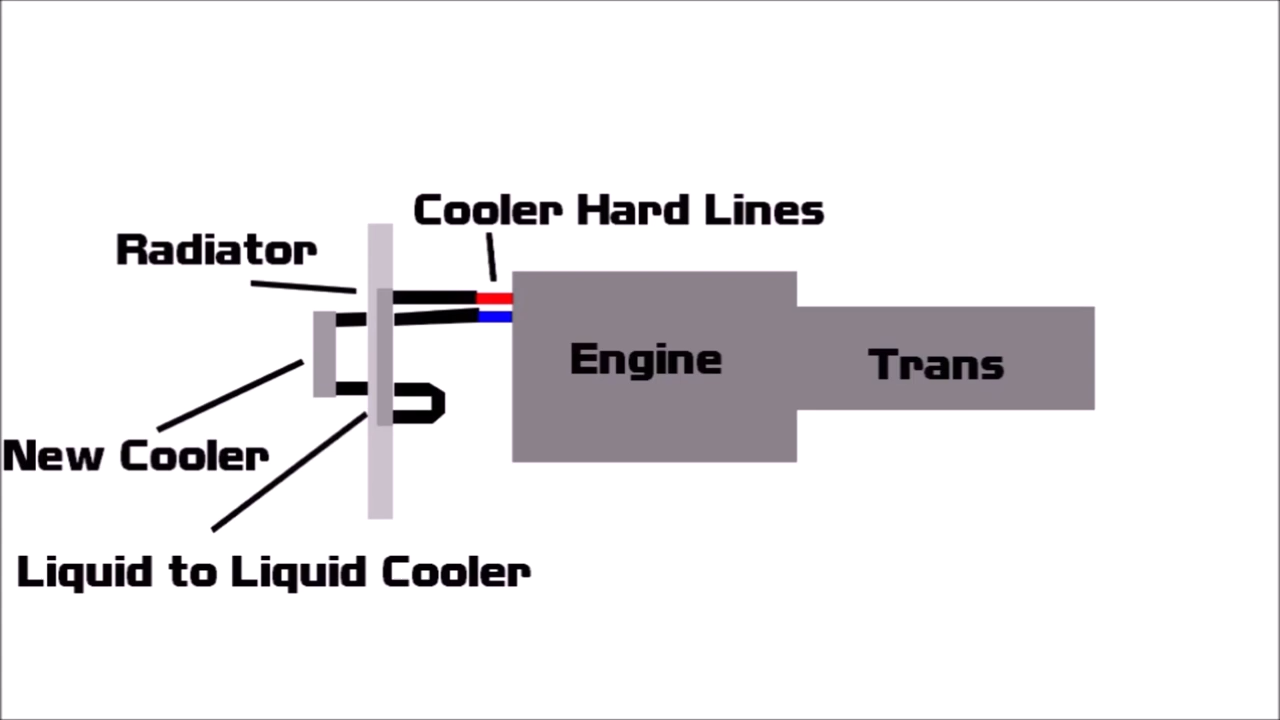 Cooler Hard Lines
Radiator
Engine
Trans
New Cooler
Liquid to Liquid Cooler